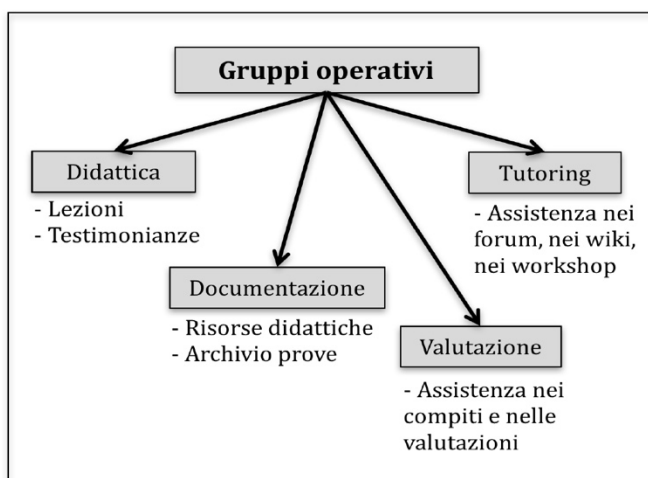 Gruppi operativi
Didattica
- Lezioni
- Testimonianze
Documentazione
- Risorse didattiche
- Archivio prove
Valutazione
- Assistenza nei
compiti e nelle
valutazioni
Tutoring
- Assistenza nei
forum, nei wiki,
nei workshop